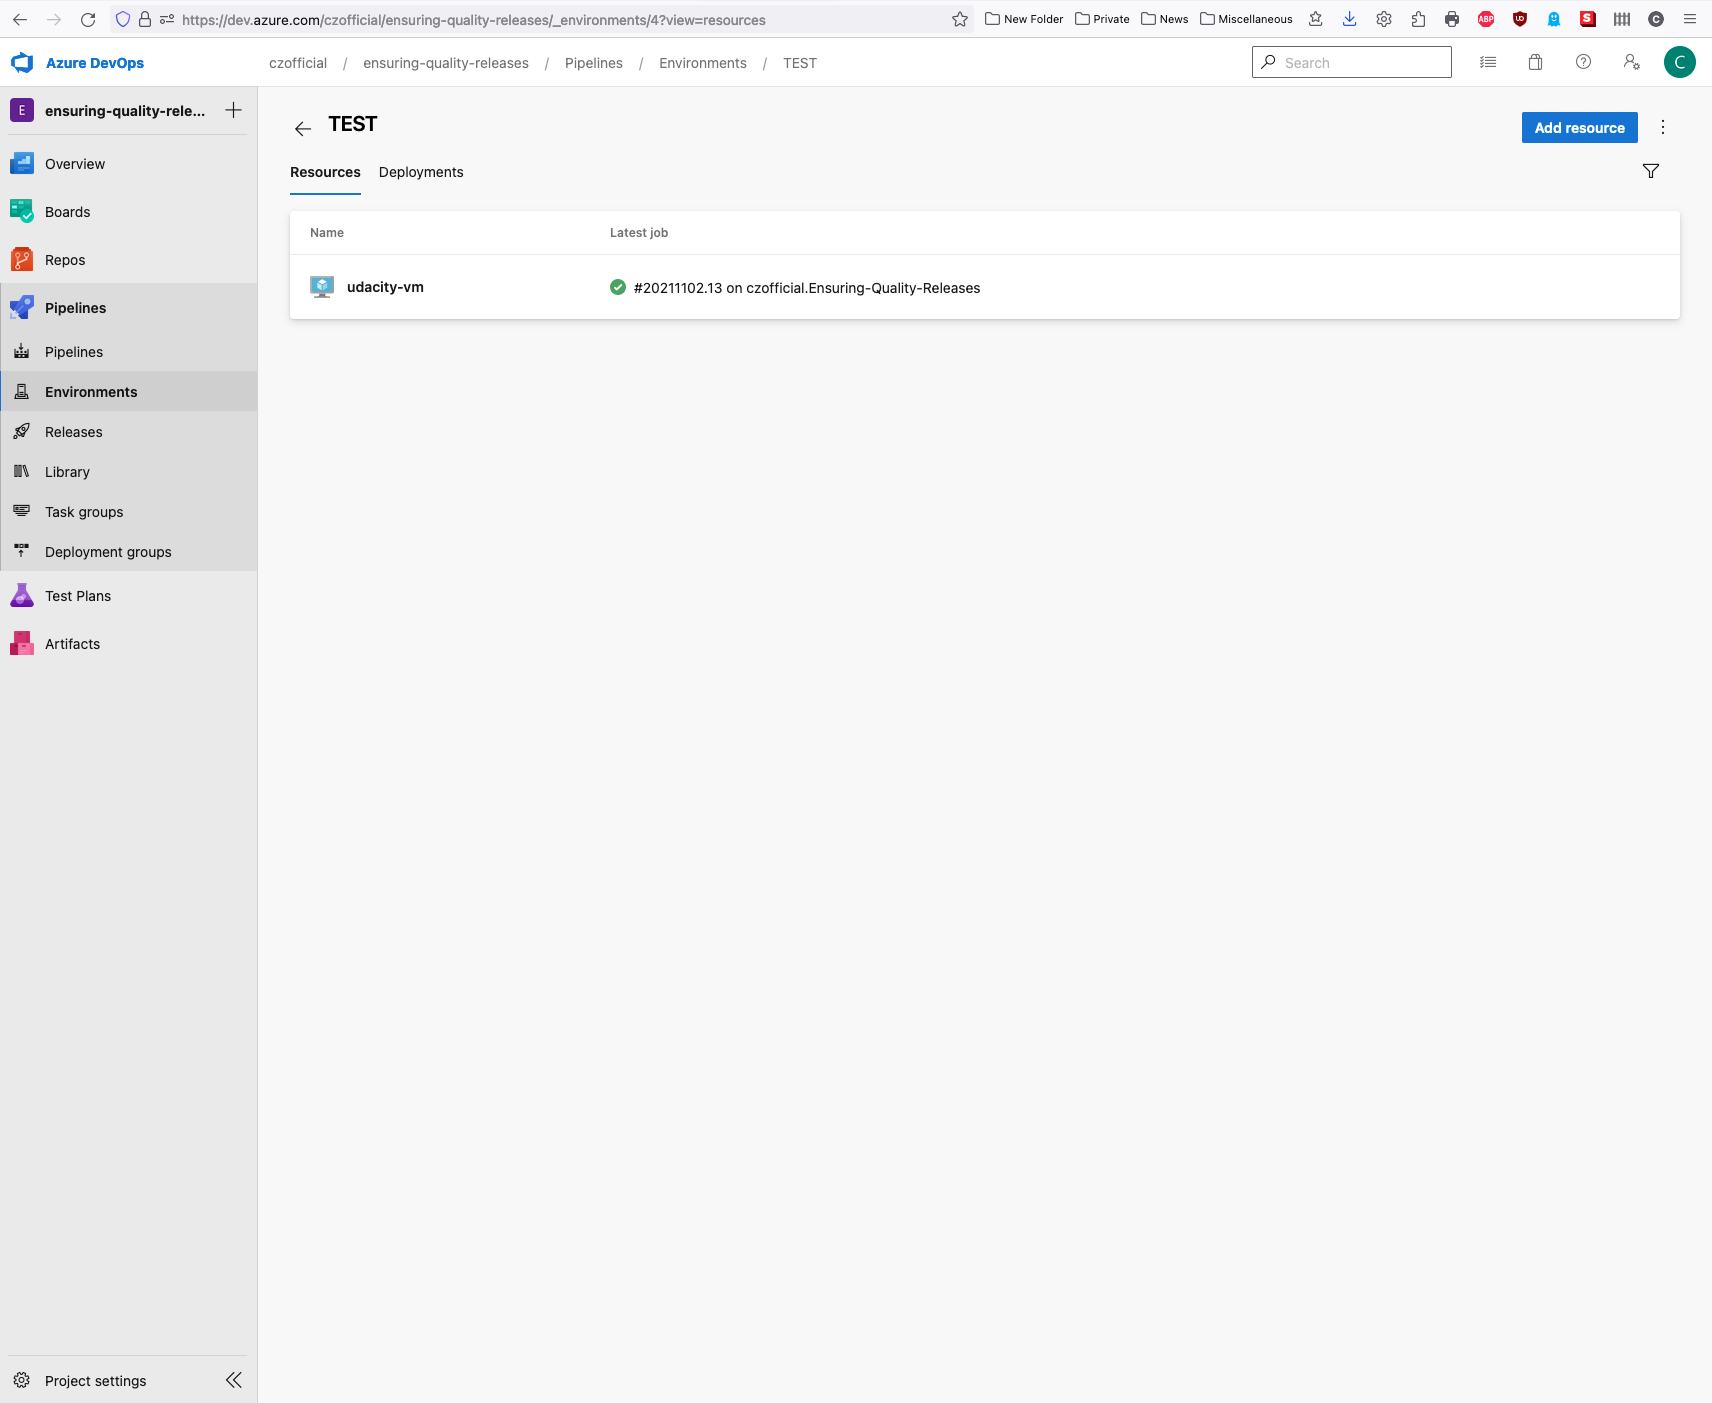 https://dev.azure.com/czofficial/ensuring-quality-releases/_environments/4?view=resources
New Folder
Private
News
Miscellaneous
ABP
UD
S
C
Azure DevOps
czofficial / ensuring-quality-releases / Pipelines / Environments / TEST
Search
C
E ensuring-quality-rele...
Overview
Boards
Repos
Pipelines
Pipelines
Environments
Releases
Library
Task groups
Deployment groups
Test Plans
Artifacts
Project settings
TEST
Add resource
Resources Deployments
Name Latest job
udacity-vm #20211102.13 on czofficial.Ensuring-Quality-Releases